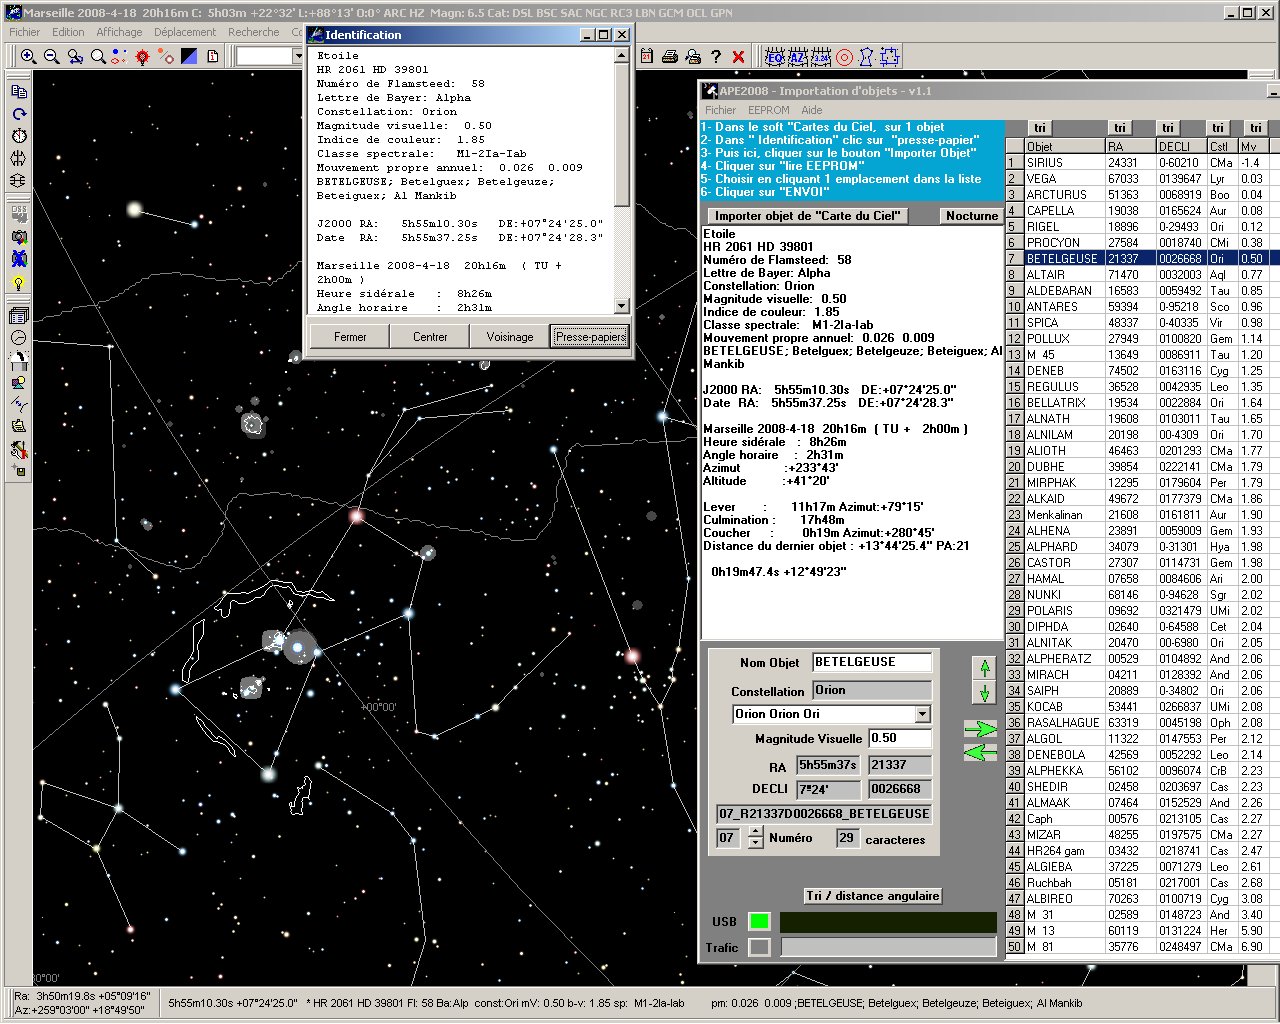 Marseille 2008-4-18 20h16m C: 5h03m +22°32' L:+88°13' O:0° ARC HZ Magn: 6.5 Cat: DSL BSC SAC NGC RC3 LBN GCM OCL GPN
Fichier Edition Affichage Déplacement Recherche
Identification
Etoile
HR 2061 HD 39801
Numéro de Flamsteed: 58
Lettre de Bayer: Alpha
Constellation: Orion
Magnitude visuelle: 0.50
Indice de couleur: 1.85
Classe spectrale: M1-2Ia-Iab
Mouvement propre annuel: 0.026 0.009
BETELGEUSE; Betelguex; Betelgeuze;
Beteiguex; Al Mankib
J2000 RA: 5h55m10.30s DE:+07°24'25.0"
Date RA: 5h55m37.25s DE:+07°24'28.3"
Marseille 2008-4-18 20h16m ( TU +
2h00m )
Heure sidérale : 8h26m
Angle horaire : 2h31m
Fermer Centrer Voisinage Presse-papiers
+00°00'
APE2008 - Importation d'objets - v1.1
Fichier EEPROM Aide
1- Dans le soft "Cartes du Ciel, sur 1 objet
2- Dans " Identification" clic sur "presse-papier"
3- Puis ici, cliquer sur le bouton "Importer Objet"
4- Cliquer sur "lire EEPROM"
5- Choisir en cliquant 1 emplacement dans la liste
6- Cliquer sur "ENVOI"
Importer objet de "Carte du Ciel" Nocturne
Etoile
HR 2061 HD 39801
Numéro de Flamsteed: 58
Lettre de Bayer: Alpha
Constellation: Orion
Magnitude visuelle: 0.50
Indice de couleur: 1.85
Classe spectrale: M1-2Ia-Iab
Mouvement propre annuel: 0.026 0.009
BETELGEUSE; Betelguex; Betelgeuze; Beteiguex; Al
Mankib
J2000 RA: 5h55m10.30s DE:+07°24'25.0"
Date RA: 5h55m37.25s DE:+07°24'28.3"
Marseille 2008-4-18 20h16m ( TU + 2h00m )
Heure sidérale : 8h26m
Angle horaire : 2h31m
Azimut :+233°43'
Altitude :+41°20'
Lever : 11h17m Azimut:+79°15'
Culmination : 17h48m
Coucher : 0h19m Azimut:+280°45'
Distance du dernier objet : +13°44'25.4" PA:21
0h19m47.4s +12°49'23"
Nom Objet BETELGEUSE
Constellation Orion
Orion Orion Ori
Magnitude Visuelle 0.50
RA 5h55m37s 21337
DECLI 7°24' 0026668
07_R21337D0026668_BETELGEUSE
07 Numéro 29 caracteres
Tri / distance angulaire
USB
Trafic
tri tri tri tri tri
Objet RA DECLI Cstl Mv
1 SIRIUS 24331 0-60210 CMa -1.4
2 VEGA 67033 0139647 Lyr 0.03
3 ARCTURUS 51363 0068919 Boo 0.04
4 CAPELLA 19038 0165624 Aur 0.08
5 RIGEL 18896 0-29493 Ori 0.12
6 PROCYON 27584 0018740 CMi 0.38
7 BETELGEUSE 21337 0026668 Ori 0.50
8 ALTAIR 71470 0032003 Aql 0.77
9 ALDEBARAN 16583 0059492 Tau 0.85
10 ANTARES 59394 0-95218 Sco 0.96
11 SPICA 48337 0-40335 Vir 0.98
12 POLLUX 27949 0100820 Gem 1.14
13 M 45 13649 0086911 Tau 1.20
14 DENEB 74502 0163116 Cyg 1.25
15 REGULUS 36528 0042935 Leo 1.35
16 BELLATRIX 19534 0022884 Ori 1.64
17 ALNATH 19608 0103011 Tau 1.65
18 ALNILAM 20198 00-4309 Ori 1.70
19 ALIOTH 46463 0201293 CMa 1.77
20 DUBHE 39854 0222141 CMa 1.79
21 MIRPHAK 12295 0179604 Per 1.79
22 ALKAID 49672 0177379 CMa 1.86
23 Menkalinan 21608 0161811 Aur 1.90
24 ALHENA 23891 0059009 Gem 1.93
25 ALPHARD 34079 0-31301 Hya 1.98
26 CASTOR 27307 0114731 Gem 1.98
27 HAMAL 07658 0084606 Ari 2.00
28 NUNKI 68146 0-94628 Sgr 2.02
29 POLARIS 09692 0321479 UMi 2.02
30 DIPHDA 02640 0-64588 Cet 2.04
31 ALNITAK 20470 00-6980 Ori 2.05
32 ALPHERATZ 00529 0104892 And 2.06
33 MIRACH 04211 0128392 And 2.06
34 SAIPH 20889 0-34802 Ori 2.06
35 KOCAB 53441 0266837 UMi 2.08
36 RASALHAGUE 63319 0045198 Oph 2.08
37 ALGOL 11322 0147553 Per 2.12
38 DENEBOLA 42569 0052292 Leo 2.14
39 ALPHEKKA 56102 0096074 CrB 2.23
40 SHEDIR 02458 0203697 Cas 2.23
41 ALMAAK 07464 0152529 And 2.26
42 Caph 00576 0213105 Cas 2.27
43 MIZAR 48255 0197575 CMa 2.27
44 HR264 gam 03432 0218741 Cas 2.47
45 ALGIEBA 37225 0071279 Leo 2.61
46 Ruchbah 05181 0217001 Cas 2.68
47 ALBIREO 70263 0100719 Cyg 3.08
48 M 31 02589 0148723 And 3.40
49 M 13 60119 0131224 Her 5.90
50 M 81 35776 0248497 CMa 6.90
Ra: 3h50m19.8s +05°09'16"
Az:+259°03'00" +18°49'50"
5h55m10.30s +07°24'25.0" * HR 2061 HD 39801 Fl: 58 Ba:Alp const:Ori mV: 0.50 b-v: 1.85 sp: M1-2Ia-Iab pm: 0.026 0.009 ;BETELGEUSE; Betelguex; Betelgeuze; Beteiguex; Al Mankib